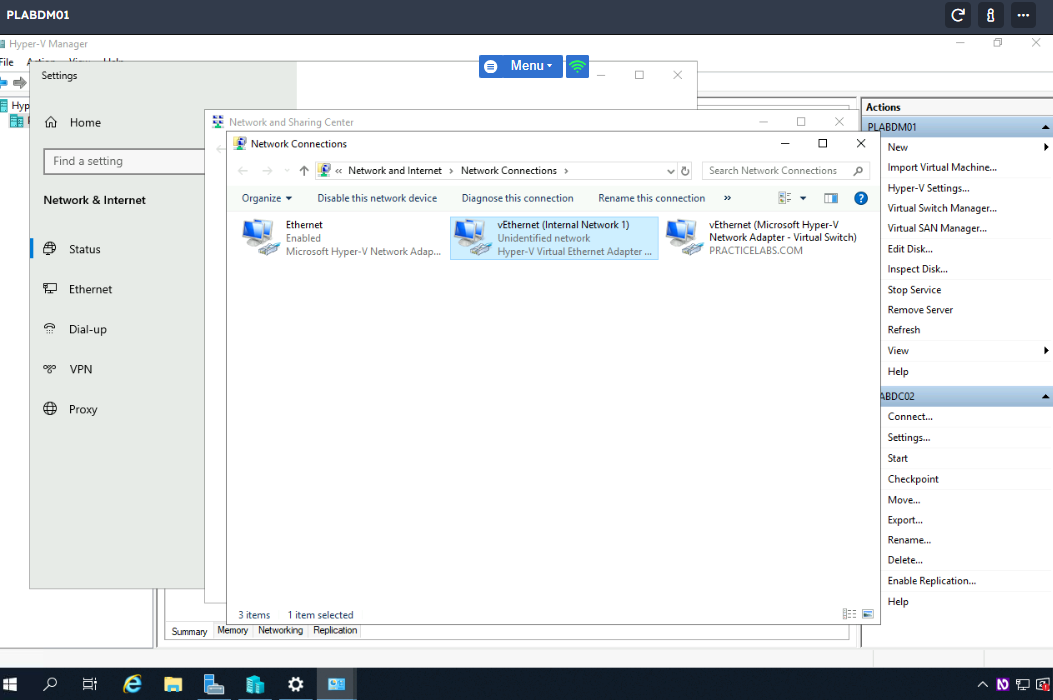 PLABDM01
Hyper-V Manager
File
Settings
Menu
Home
Find a setting
Network & Internet
Status
Ethernet
Dial-up
VPN
Proxy
Network and Sharing Center
Network Connections
« Network and Internet > Network Connections >
Search Network Connections
Organize
Disable this network device
Diagnose this connection
Rename this connection
»
Ethernet
Enabled
Microsoft Hyper-V Network Adap...
vEthernet (Internal Network 1)
Unidentified network
Hyper-V Virtual Ethernet Adapter ...
vEthernet (Microsoft Hyper-V
Network Adapter - Virtual Switch)
PRACTICELABS.COM
3 items
1 item selected
Summary
Memory
Networking
Replication
Actions
PLABDM01
New
Import Virtual Machine...
Hyper-V Settings...
Virtual Switch Manager...
Virtual SAN Manager...
Edit Disk...
Inspect Disk...
Stop Service
Remove Server
Refresh
View
Help
ABDC02
Connect...
Settings...
Start
Checkpoint
Move...
Export...
Rename...
Delete...
Enable Replication...
Help